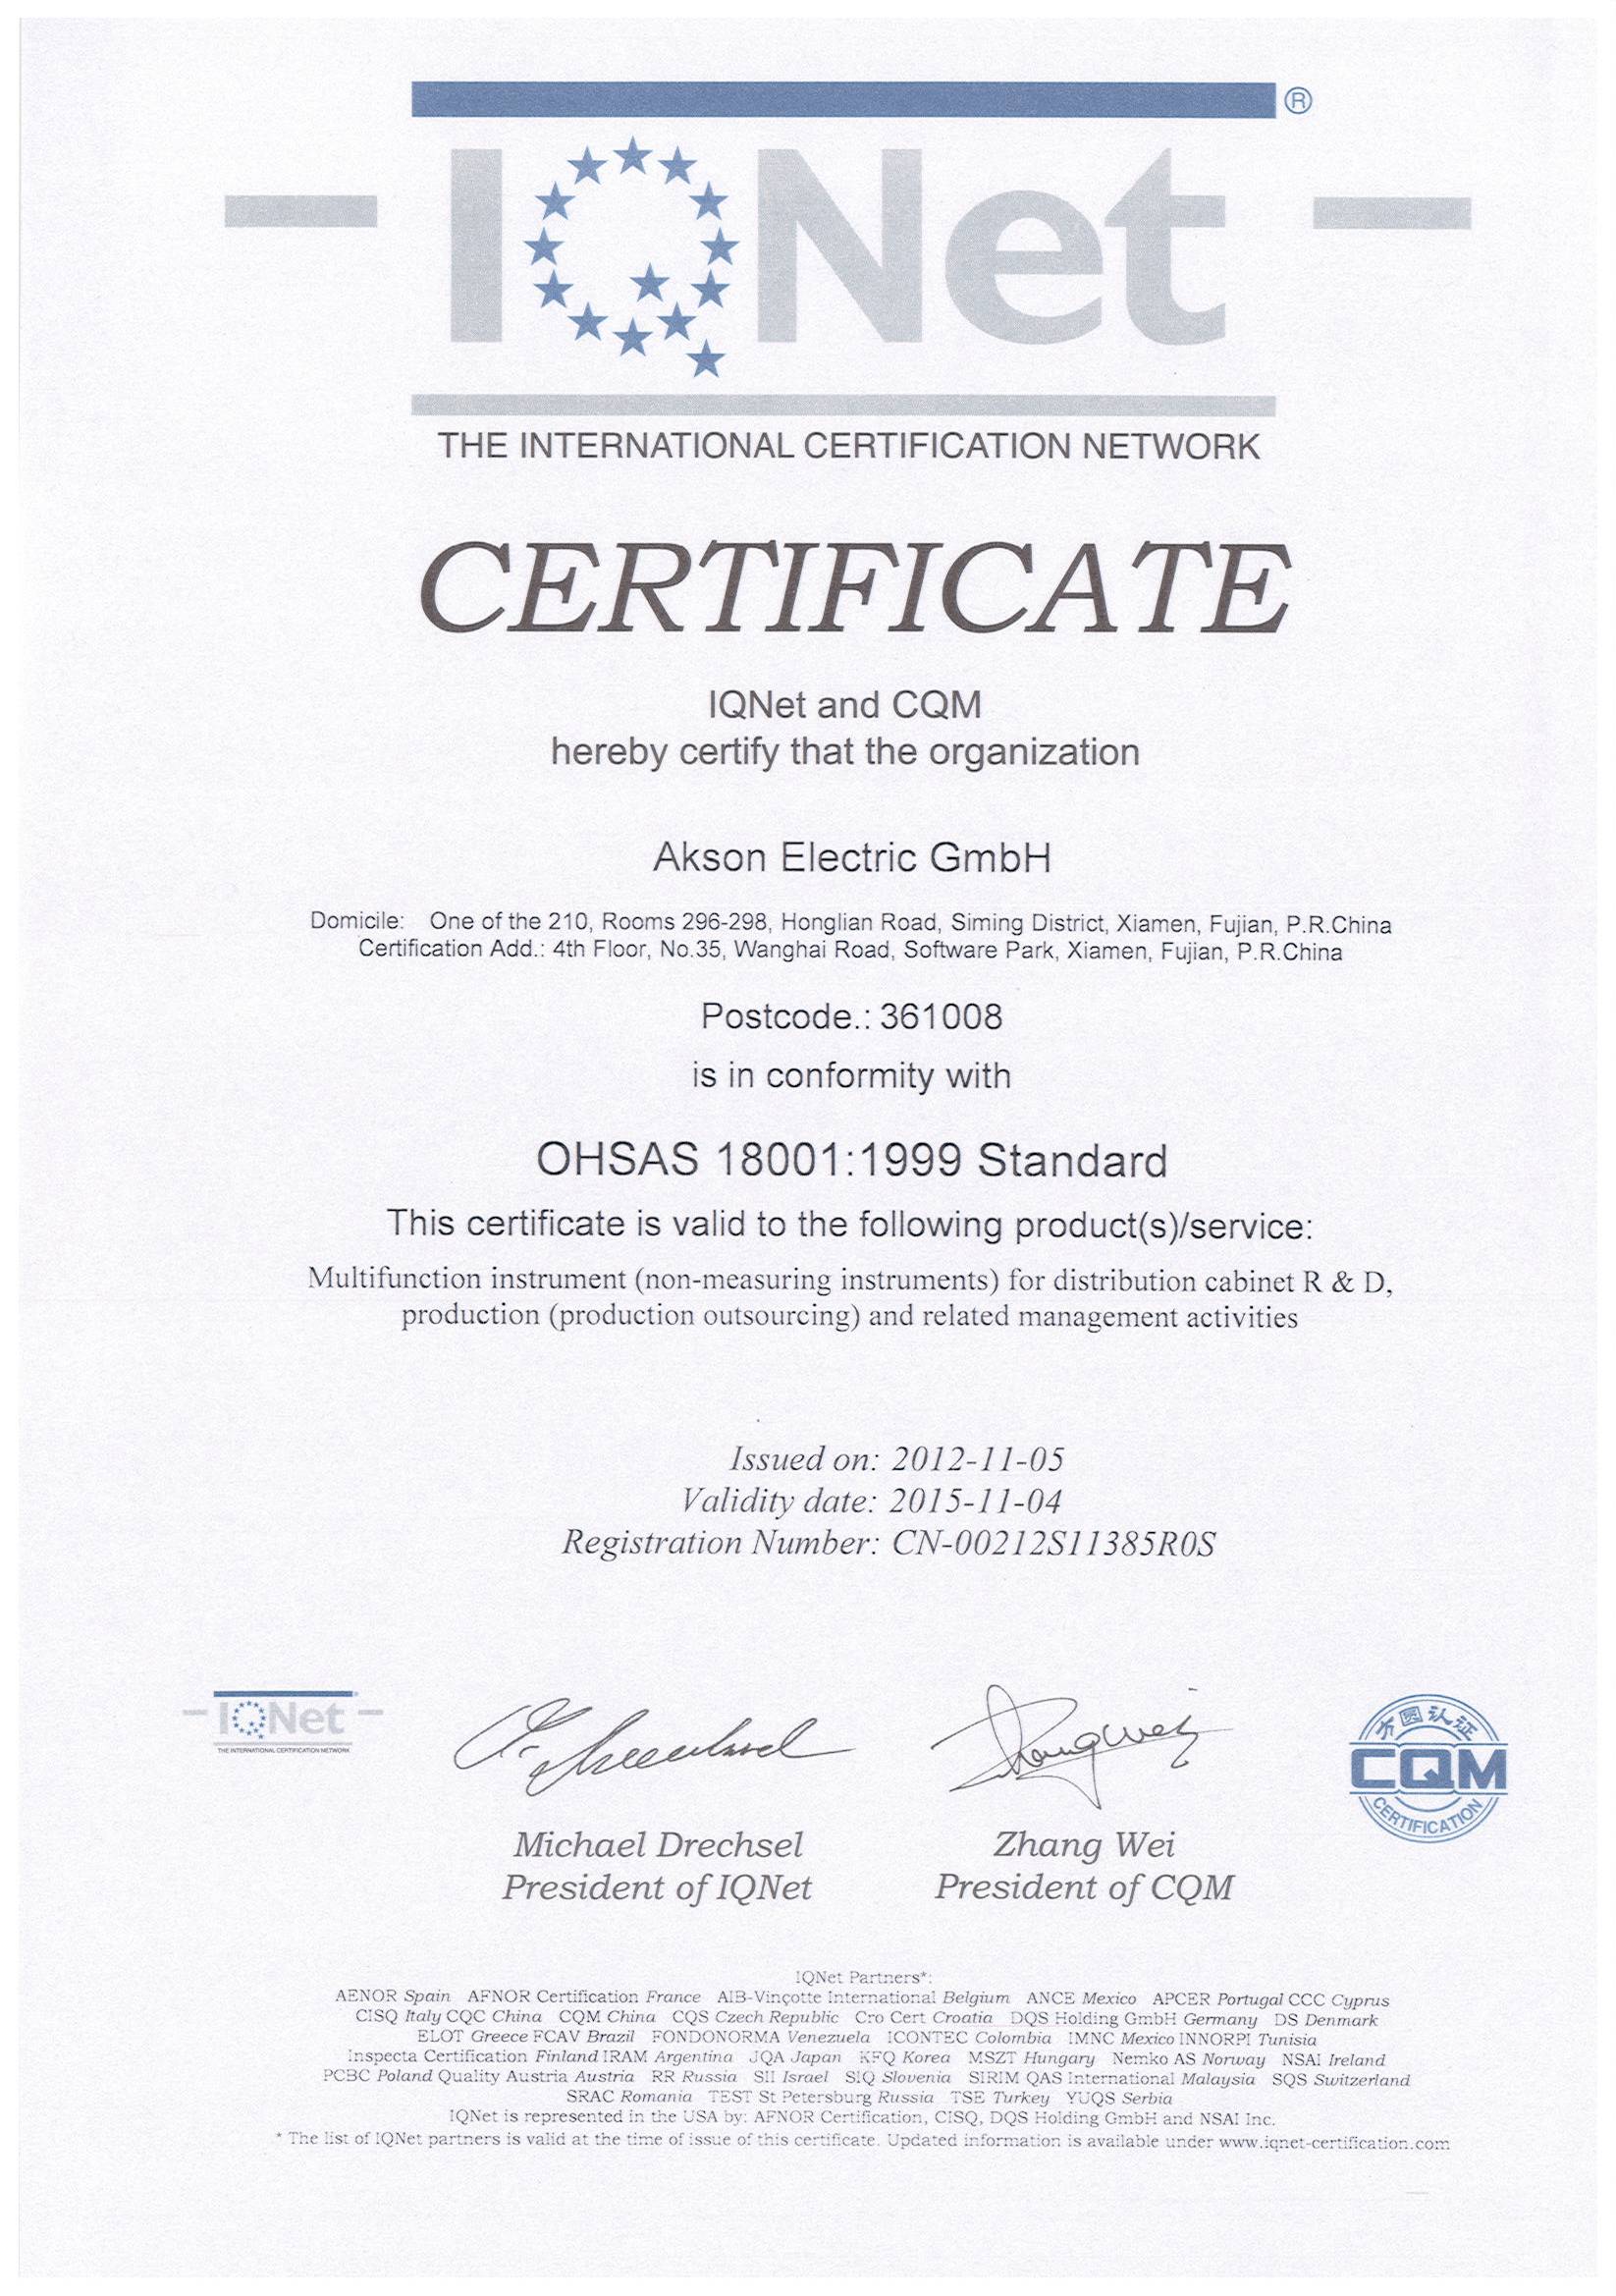 IQNet ®
THE INTERNATIONAL CERTIFICATION NETWORK
CERTIFICATE
IQNet and CQM
hereby certify that the organization
Akson Electric GmbH
Domicile: One of the 210, Rooms 296-298, Honglian Road, Siming District, Xiamen, Fujian, P.R.China
Certification Add.: 4th Floor, No.35, Wanghai Road, Software Park, Xiamen, Fujian, P.R.China
Postcode.: 361008
is in conformity with
OHSAS 18001:1999 Standard
This certificate is valid to the following product(s)/service:
Multifunction instrument (non-measuring instruments) for distribution cabinet R & D,
production (production outsourcing) and related management activities
Issued on: 2012-11-05
Validity date: 2015-11-04
Registration Number: CN-00212S11385R0S
IQNet
THE INTERNATIONAL CERTIFICATION NETWORK
方圆认证
CQM
CERTIFICATION
Michael Drechsel
President of IQNet
Zhang Wei
President of CQM
IQNet Partners*:
AENOR Spain AFNOR Certification France AIB-Vinçotte International Belgium ANCE Mexico APCER Portugal CCC Cyprus
CISQ Italy CQC China CQM China CQS Czech Republic Cro Cert Croatia DQS Holding GmbH Germany DS Denmark
ELOT Greece FCAV Brazil FONDONORMA Venezuela ICONTEC Colombia IMNC Mexico INNORPI Tunisia
Inspecta Certification Finland IRAM Argentina JQA Japan KFQ Korea MSZT Hungary Nemko AS Norway NSAI Ireland
PCBC Poland Quality Austria Austria RR Russia SII Israel SIQ Slovenia SIRIM QAS International Malaysia SQS Switzerland
SRAC Romania TEST St Petersburg Russia TSE Turkey YUQS Serbia
IQNet is represented in the USA by: AFNOR Certification, CISQ, DQS Holding GmbH and NSAI Inc.
* The list of IQNet partners is valid at the time of issue of this certificate. Updated information is available under www.iqnet-certification.com